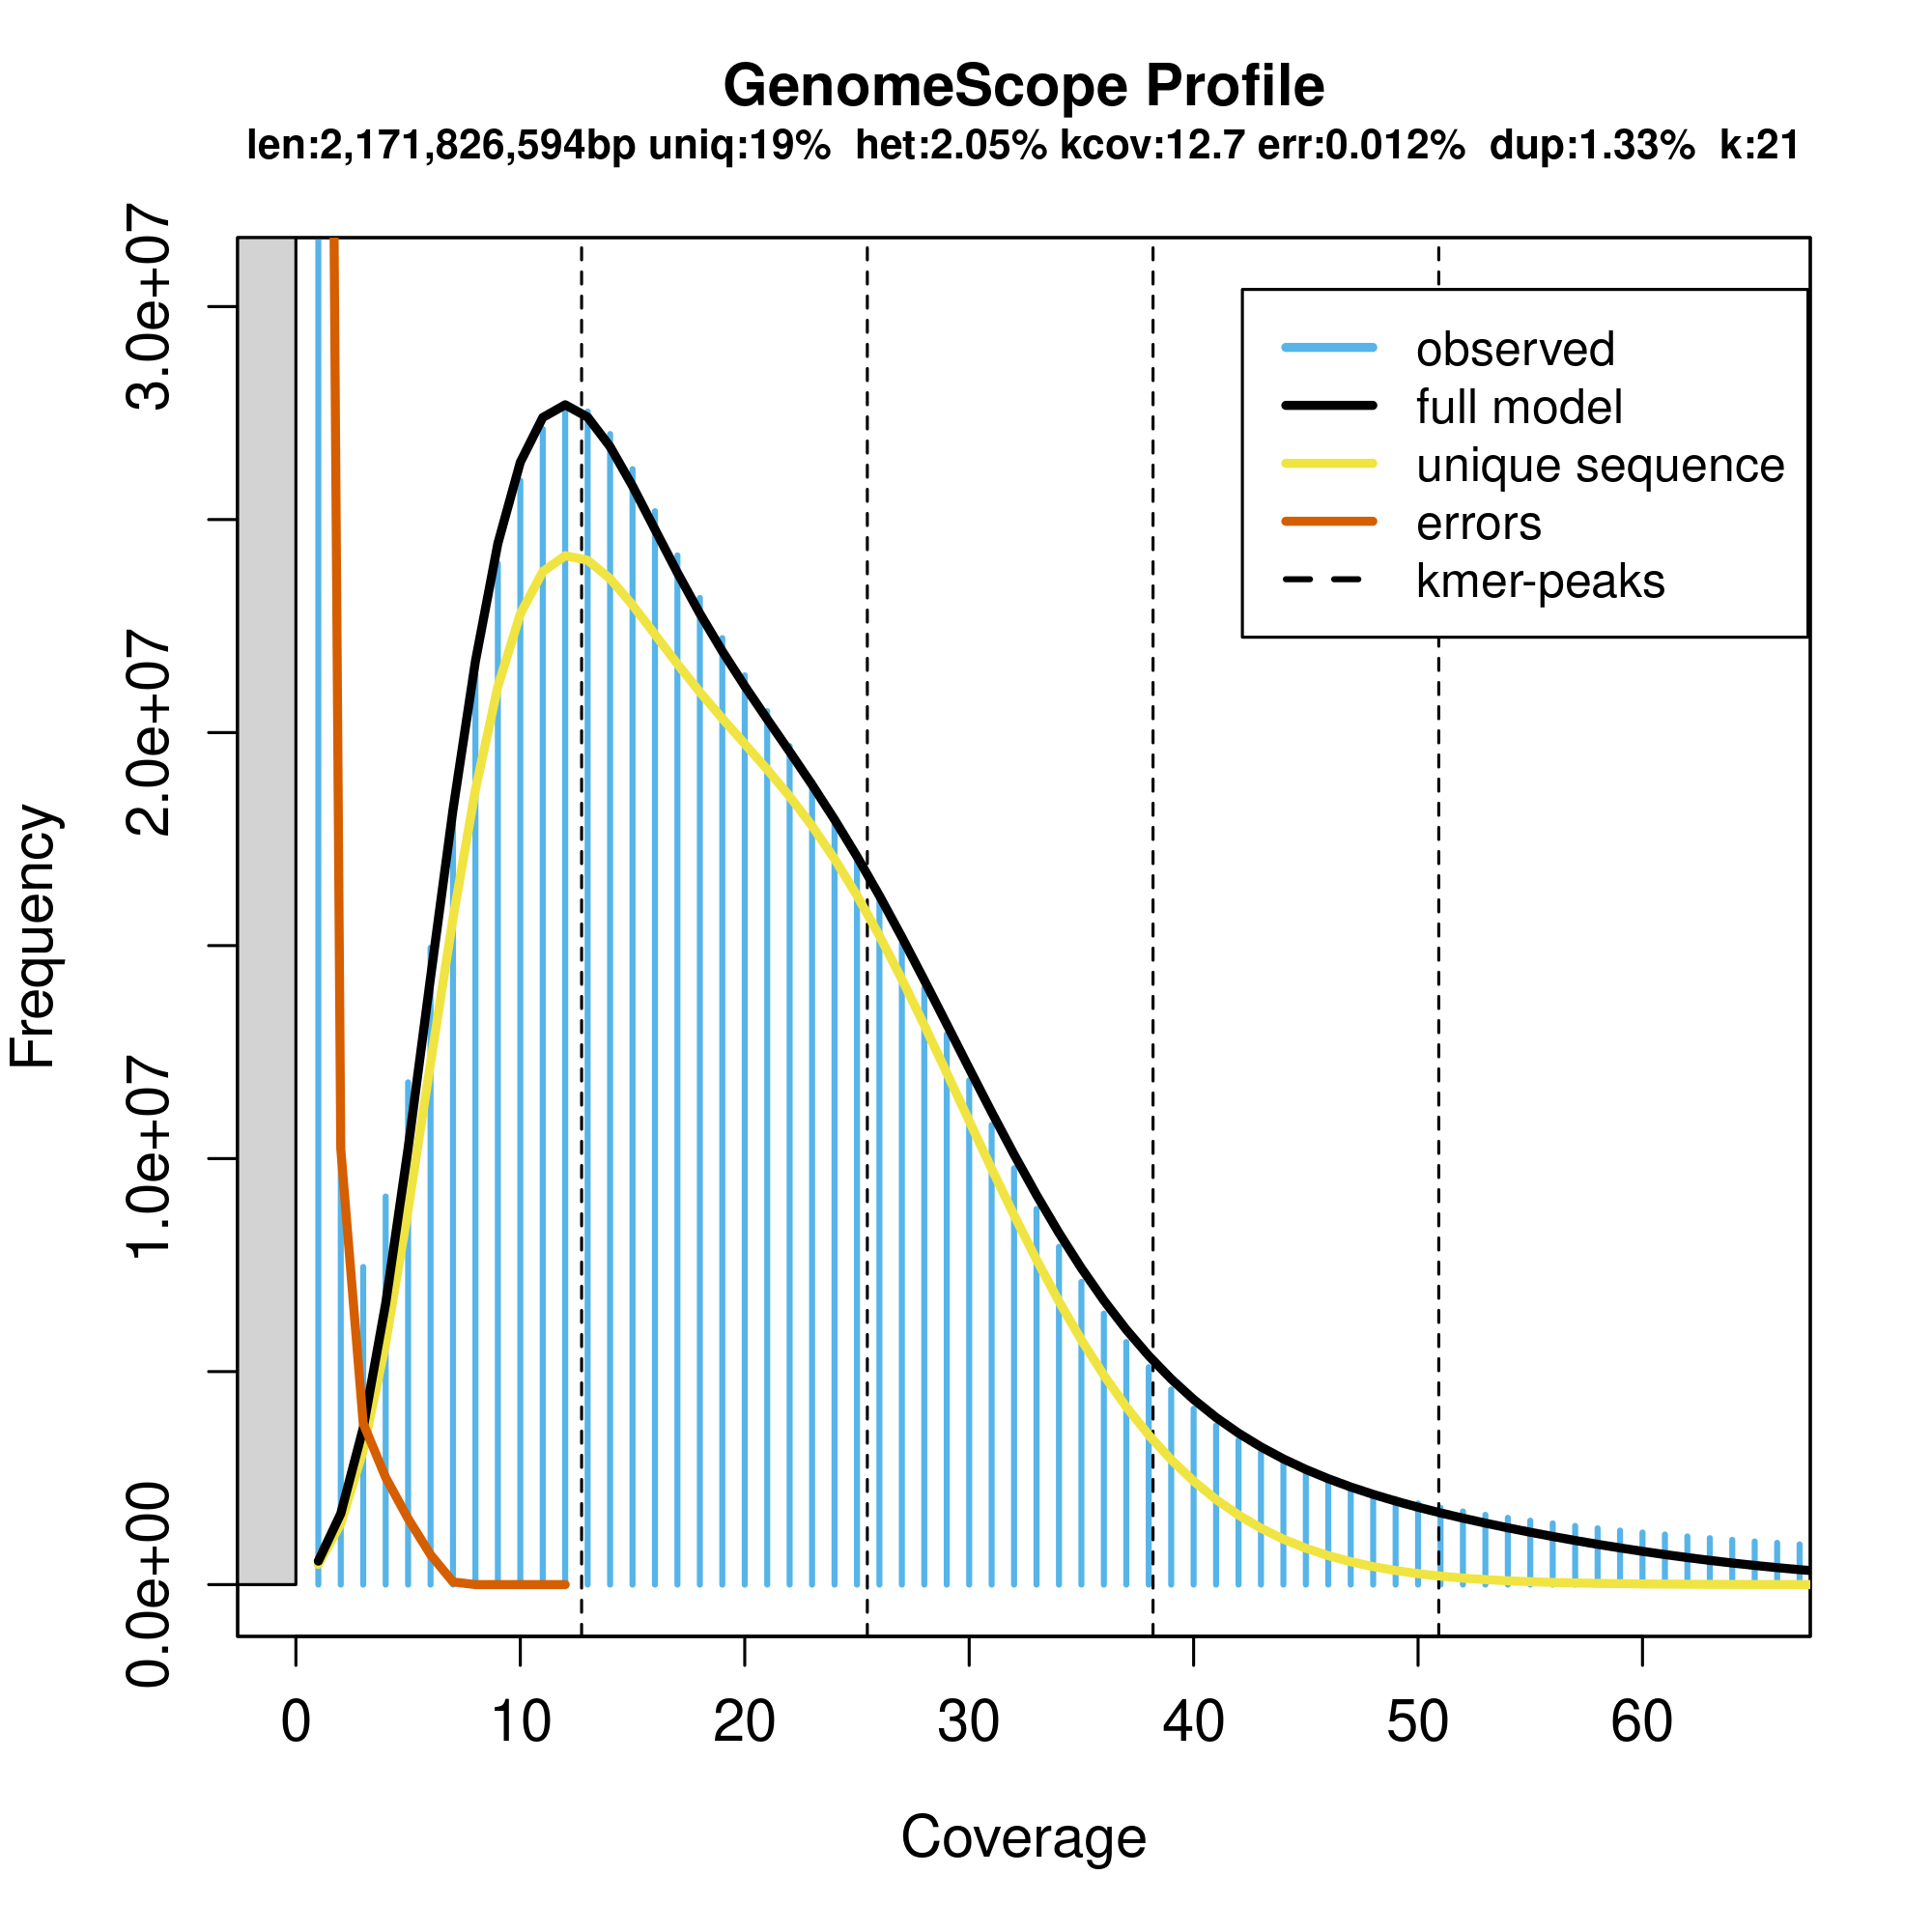 GenomeScope Profile
len:2,171,826,594bp uniq:19% het:2.05% kcov:12.7 err:0.012% dup:1.33% k:21
Frequency
3.0e+07
2.0e+07
1.0e+07
0.0e+00
observed
full model
unique sequence
errors
kmer-peaks
0 10 20 30 40 50 60
Coverage